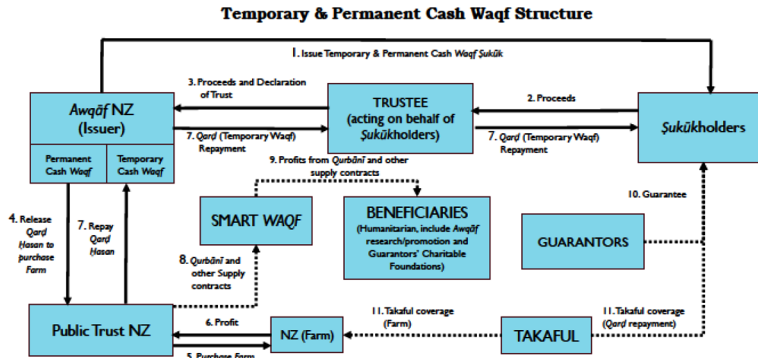 Temporary & Permanent Cash Waqf Structure
1. Issue Temporary & Permanent Cash Waqf Ṣukūk
3. Proceeds and Declaration
of Trust
2. Proceeds
Awqāf NZ
(Issuer)
TRUSTEE
(acting on behalf of
Ṣukūkholders)
Ṣukūkholders
7. Qarḍ (Temporary Waqf)
Repayment
7. Qarḍ (Temporary Waqf)
Repayment
Permanent
Cash Waqf
Temporary
Cash Waqf
9. Profits from Qurbānī and other
supply contracts
4. Release
Qarḍ
Ḥasan to
purchase
Farm
7. Repay
Qarḍ
Ḥasan
SMART WAQF
BENEFICIARIES
(Humanitarian, include Awqāf
research/promotion and
Guarantors' Charitable
Foundations)
10. Guarantee
GUARANTORS
8. Qurbānī and
other Supply
contracts
Public Trust NZ
6. Profit
NZ (Farm)
11. Takaful coverage
(Farm)
TAKAFUL
11. Takaful coverage
(Qarḍ repayment)
5. Purchase Farm